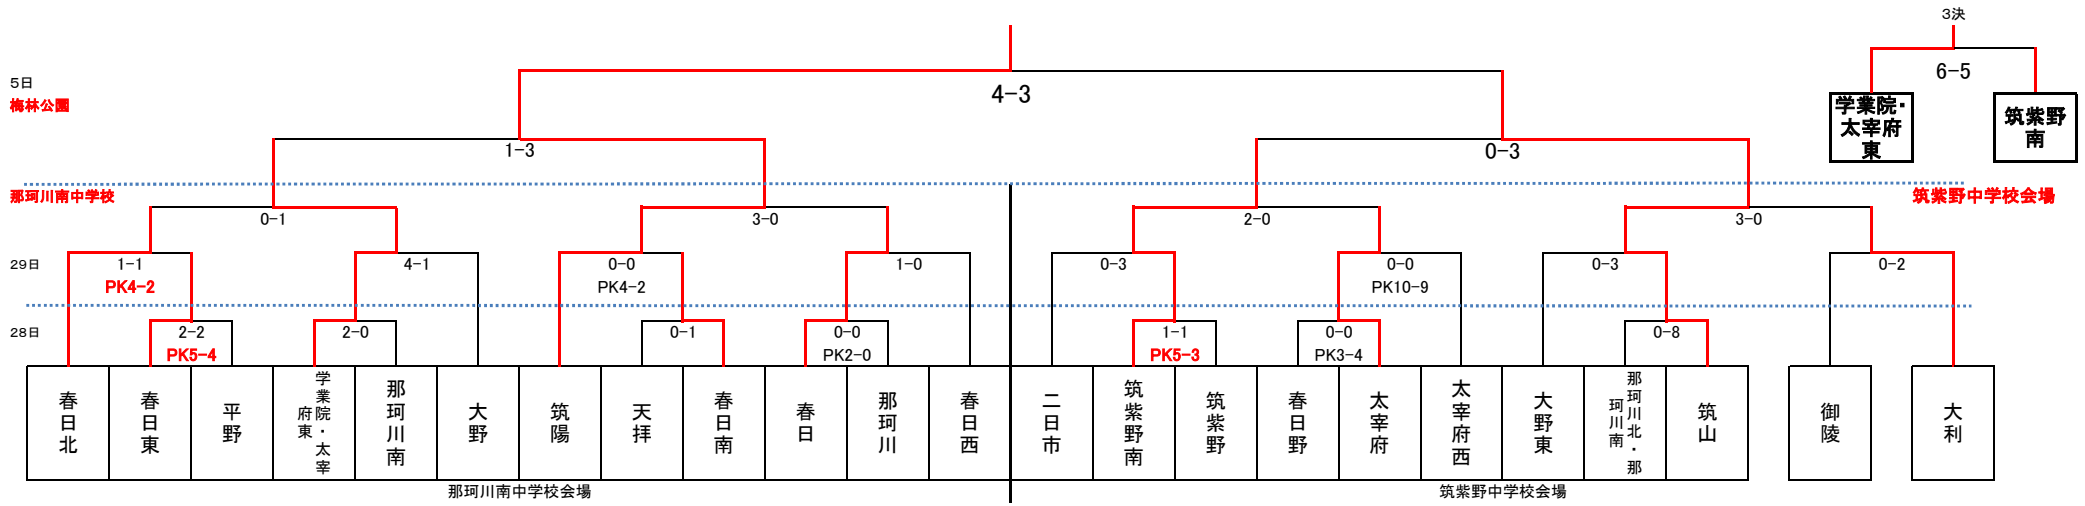 3決
5日
梅林公園
4-3
6-5
学業院・
太宰府
東
筑紫野
南
1-3
0-3
那珂川南中学校
筑紫野中学校会場
0-1
3-0
2-0
3-0
29日
1-1
PK4-2
4-1
0-0
PK4-2
1-0
0-3
0-0
PK10-9
0-3
0-2
28日
2-2
PK5-4
2-0
0-1
0-0
PK2-0
1-1
PK5-3
0-0
PK3-4
0-8
春日北
春日東
平野
学業院・太宰
府東
那珂川南
大野
筑陽
天拝
春日南
春日
那珂川
春日西
二日市
筑紫野南
筑紫野
春日野
太宰府
太宰府西
大野東
那珂川北・那
珂川南
筑山
御陵
大利
那珂川南中学校会場
筑紫野中学校会場